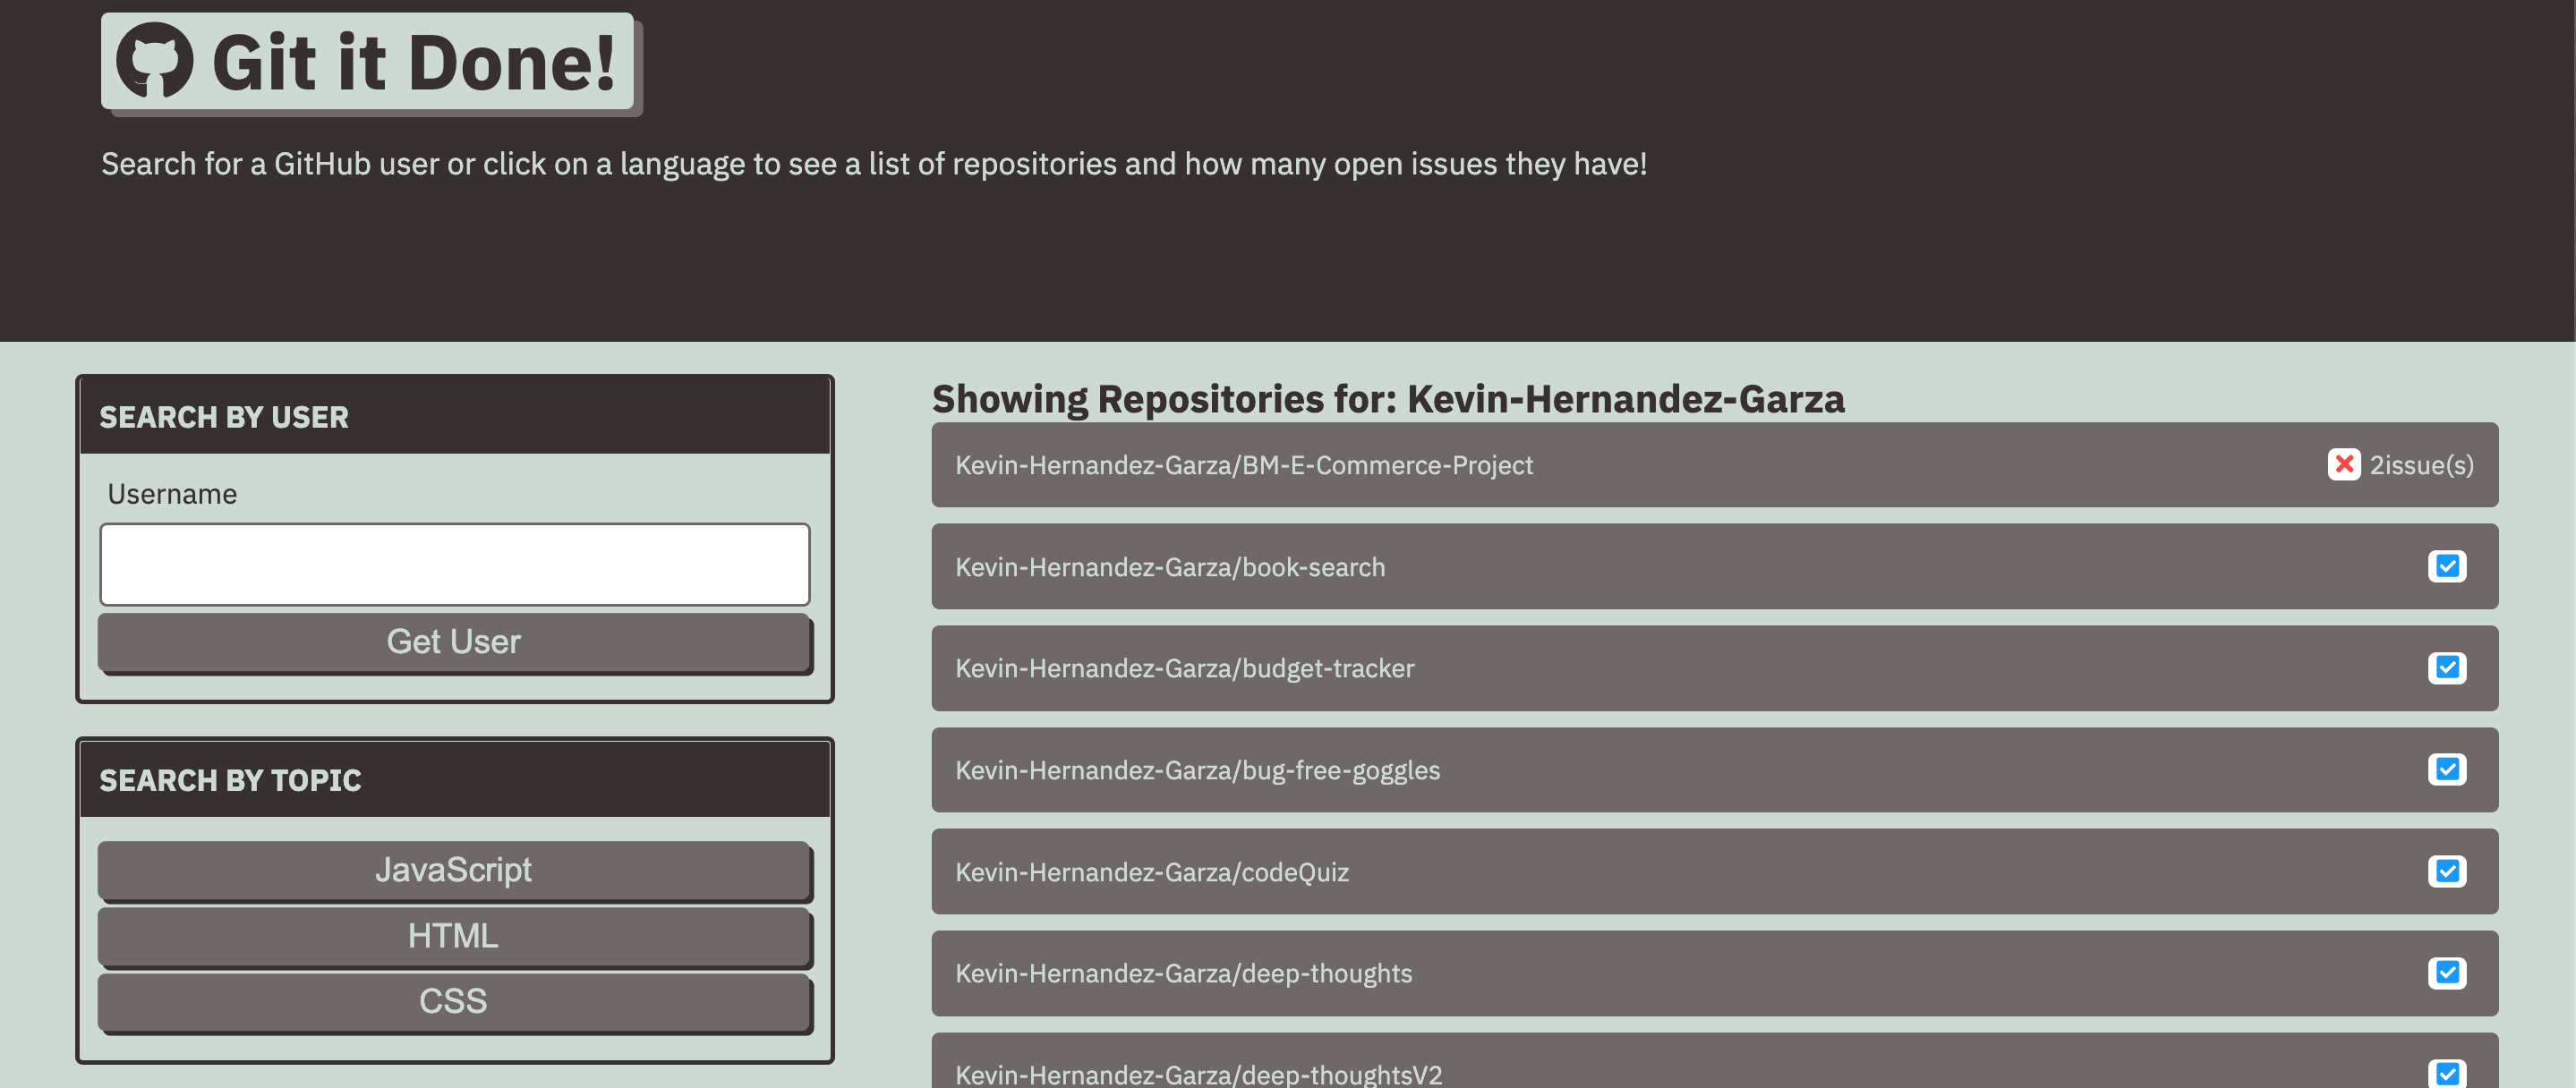 Git it Done!
Search for a GitHub user or click on a language to see a list of repositories and how many open issues they have!
SEARCH BY USER
Username
Get User
SEARCH BY TOPIC
JavaScript
HTML
CSS
Showing Repositories for: Kevin-Hernandez-Garza
Kevin-Hernandez-Garza/BM-E-Commerce-Project 2issue(s)
Kevin-Hernandez-Garza/book-search
Kevin-Hernandez-Garza/budget-tracker
Kevin-Hernandez-Garza/bug-free-goggles
Kevin-Hernandez-Garza/codeQuiz
Kevin-Hernandez-Garza/deep-thoughts
Kevin-Hernandez-Garza/deep-thoughtsV2